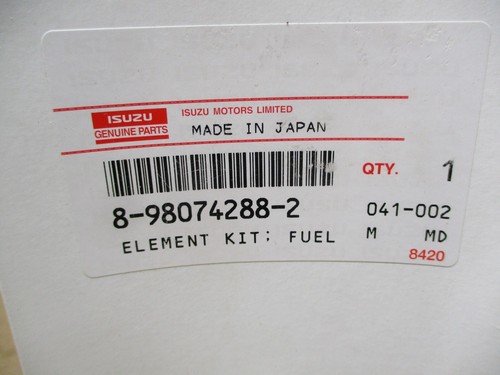 ISUZU
GENUINE PARTS
ISUZU MOTORS LIMITED
MADE IN JAPAN
QTY. 1
8-98074288-2 041-002
ELEMENT KIT; FUEL M MD
8420